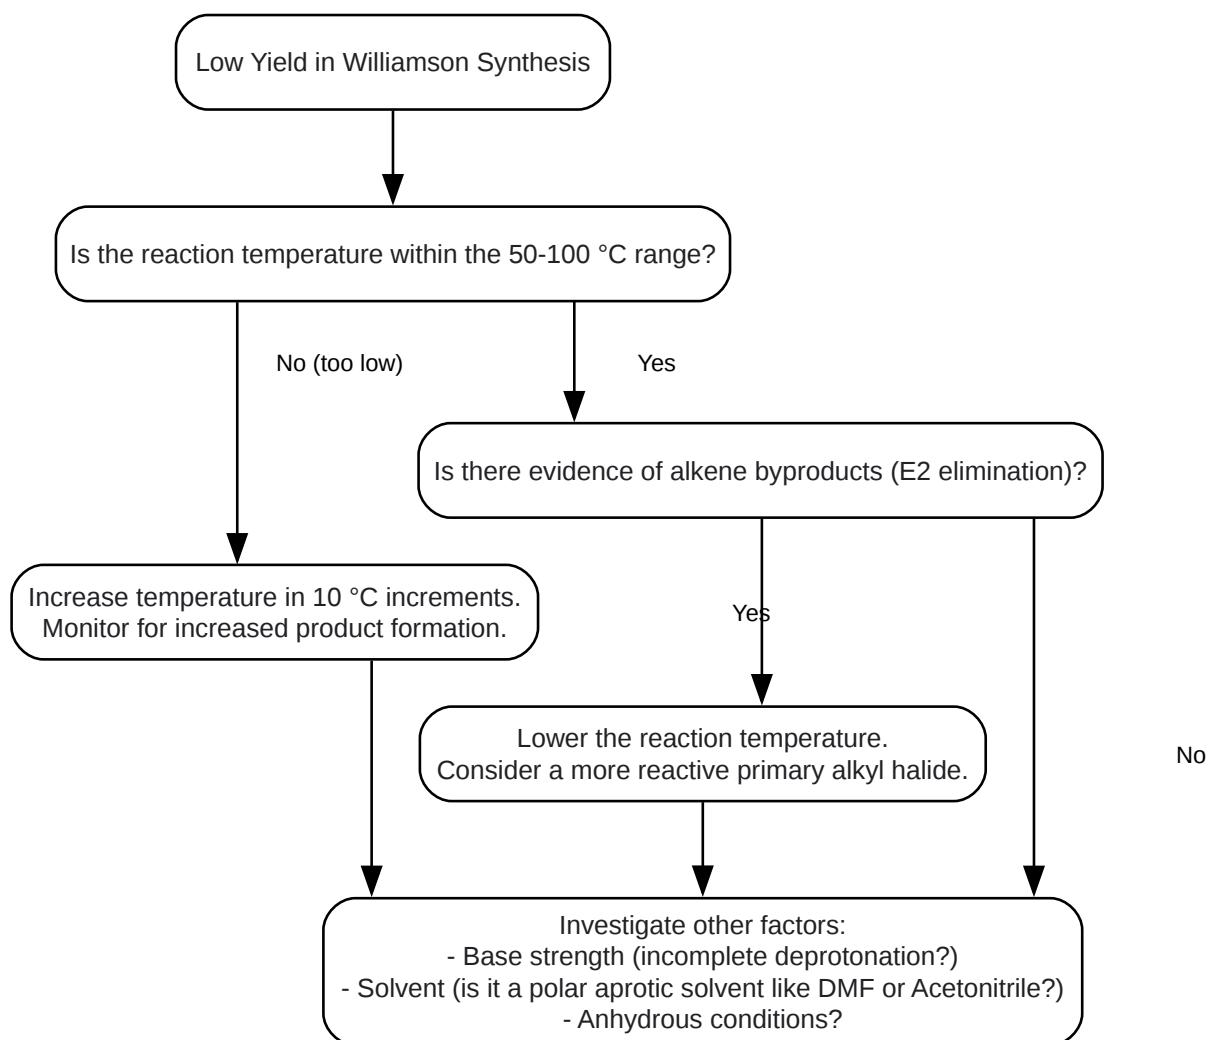 Low Yield in Williamson Synthesis
Is the reaction temperature within the 50-100 °C range?
No (too low)
Yes
Is there evidence of alkene byproducts (E2 elimination)?
Increase temperature in 10 °C increments.
Monitor for increased product formation.
Yes
Lower the reaction temperature.
Consider a more reactive primary alkyl halide.
No
Investigate other factors:
- Base strength (incomplete deprotonation?)
- Solvent (is it a polar aprotic solvent like DMF or Acetonitrile?)
- Anhydrous conditions?